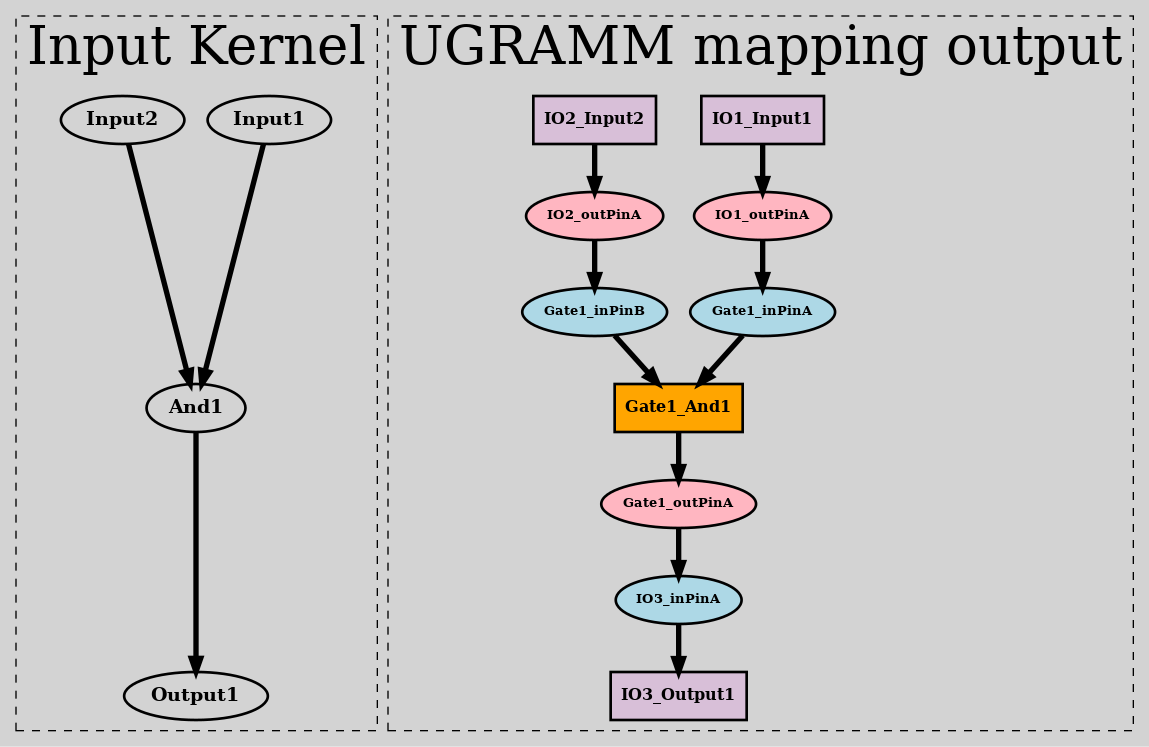 Input Kernel
Input2
Input1
And1
Output1
UGRAMM mapping output
IO2_Input2
IO1_Input1
IO2_outPinA
IO1_outPinA
Gate1_inPinB
Gate1_inPinA
Gate1_And1
Gate1_outPinA
IO3_inPinA
IO3_Output1